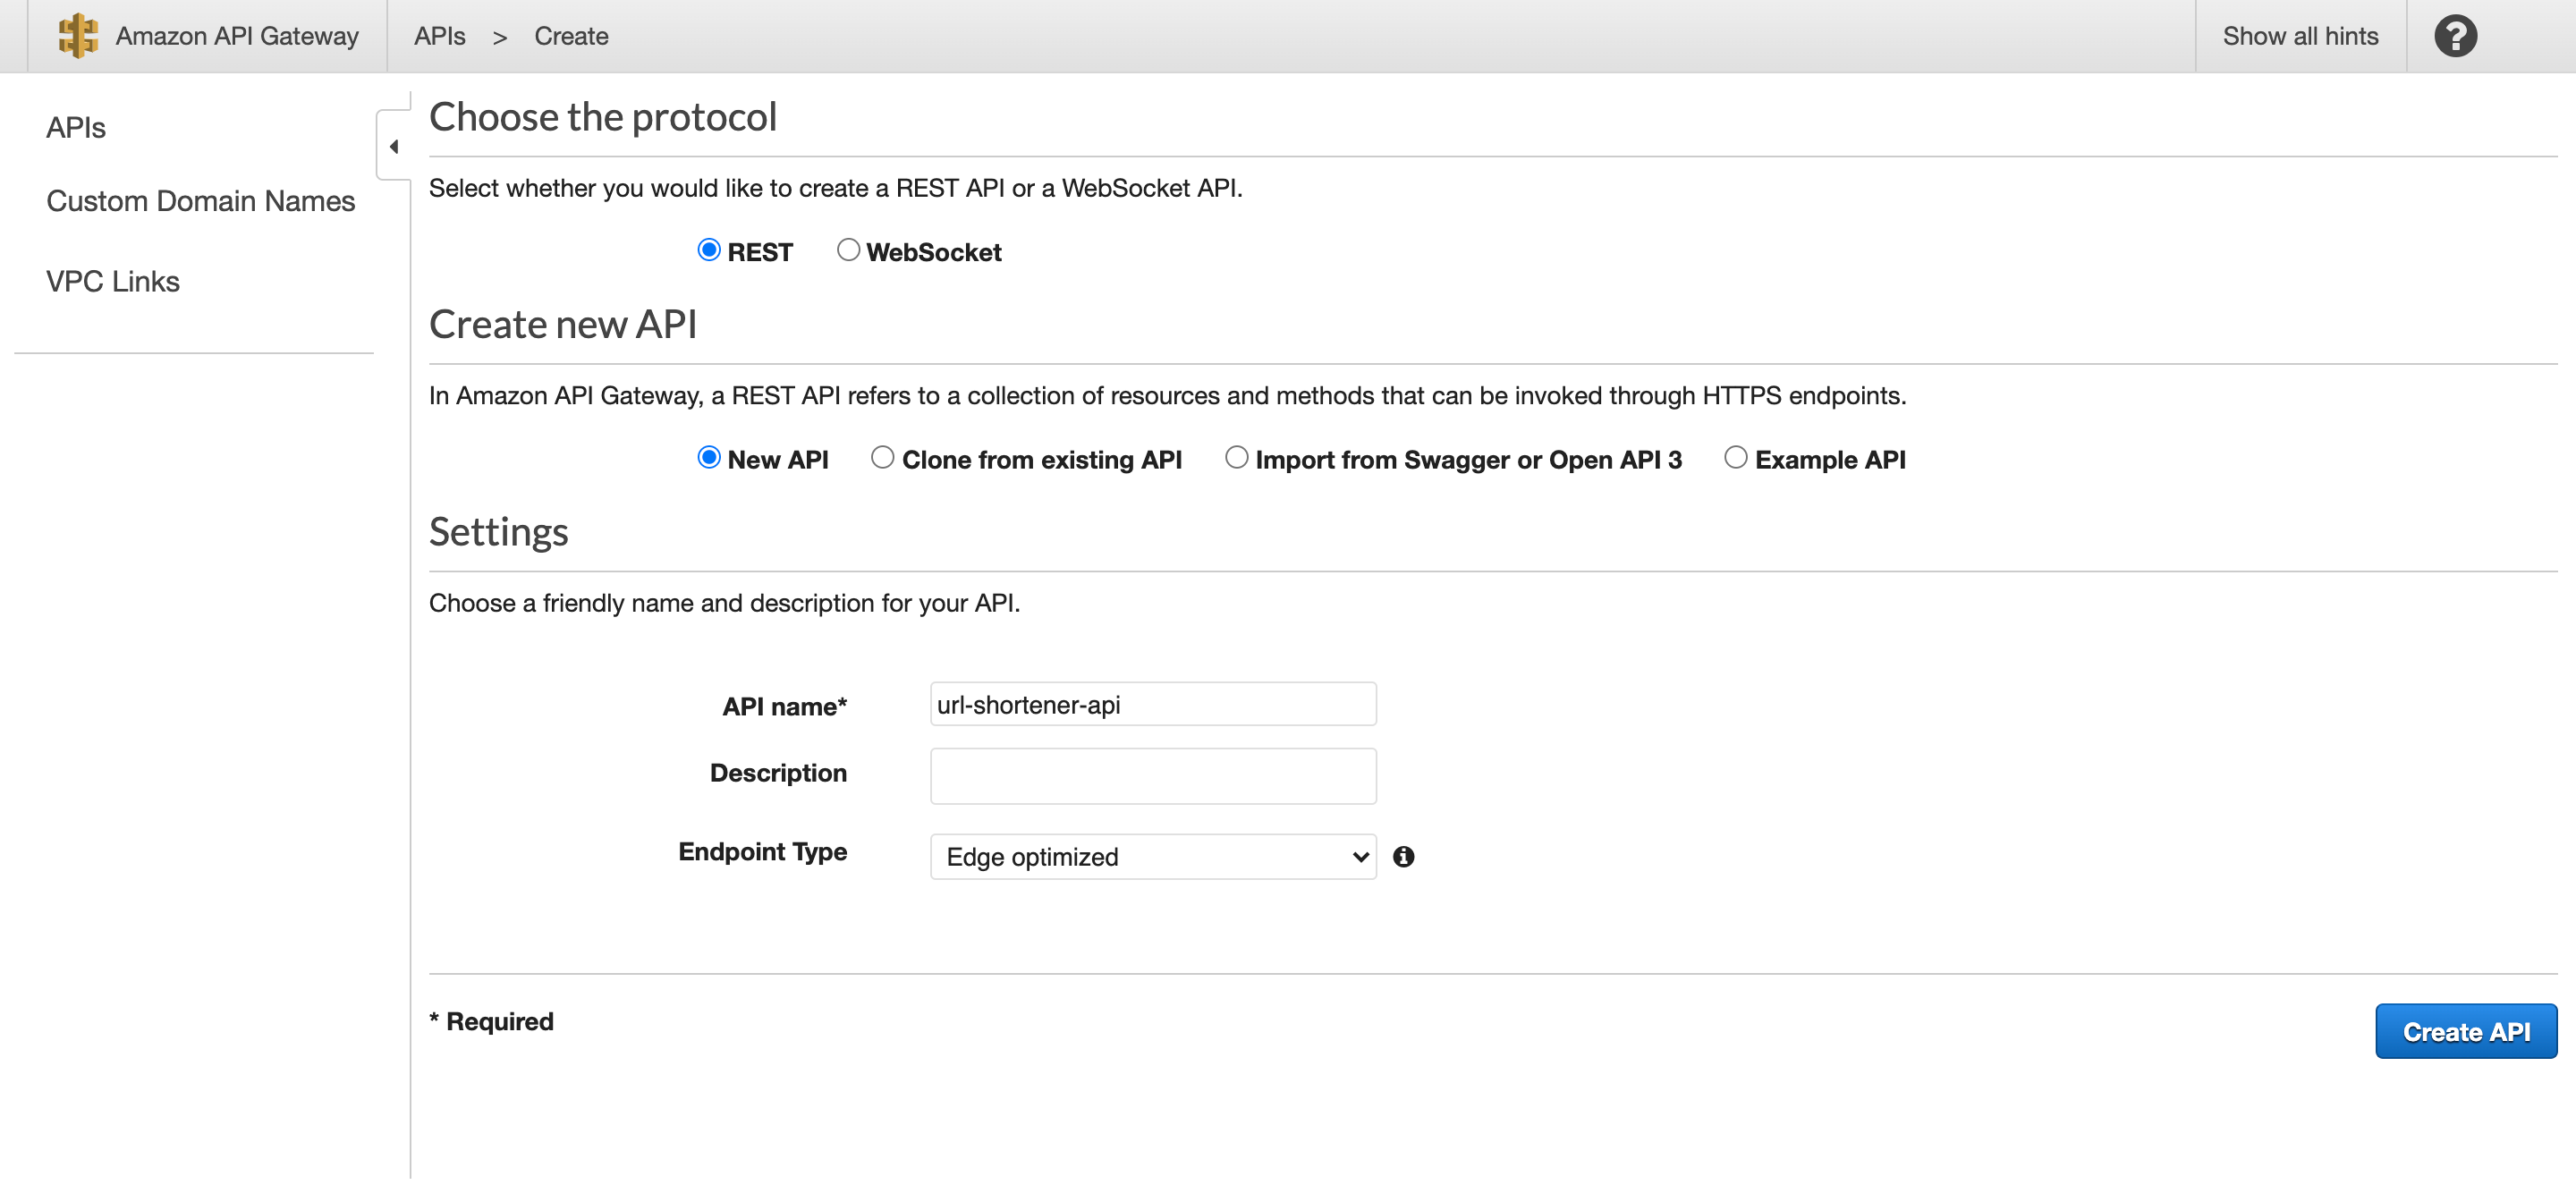 Amazon API Gateway
APIs > Create
Show all hints
?
APIs
Custom Domain Names
VPC Links
Choose the protocol
Select whether you would like to create a REST API or a WebSocket API.
REST WebSocket
Create new API
In Amazon API Gateway, a REST API refers to a collection of resources and methods that can be invoked through HTTPS endpoints.
New API Clone from existing API Import from Swagger or Open API 3 Example API
Settings
Choose a friendly name and description for your API.
API name* url-shortener-api
Description
Endpoint Type Edge optimized
* Required
Create API